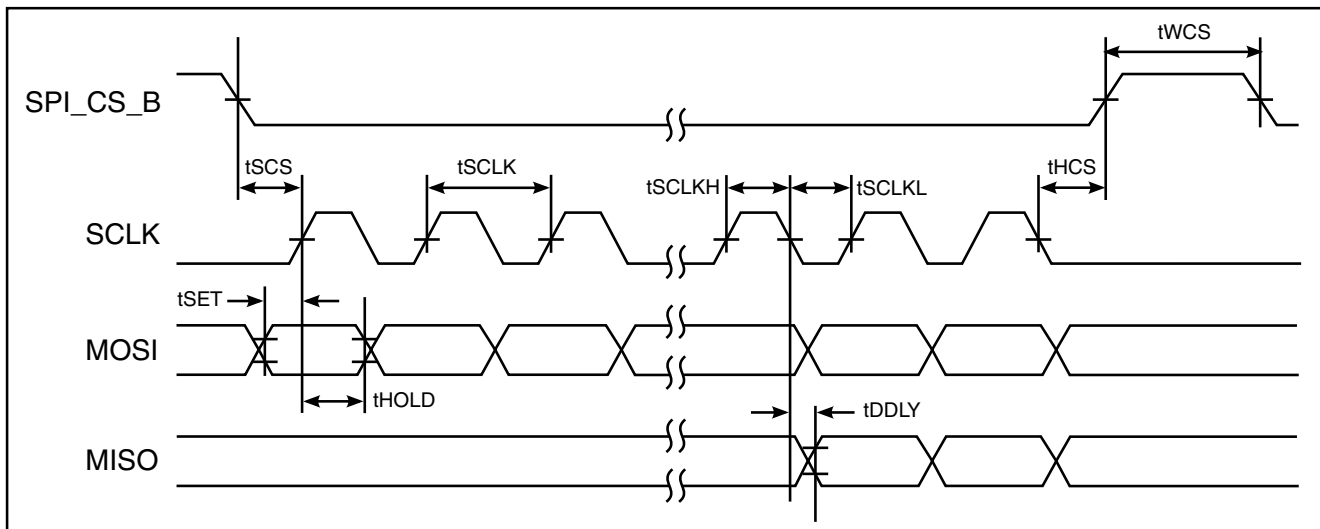 tWCS
SPI_CS_B
tSCS
tSCLK
tSCLKH
tSCLKL
tHCS
SCLK
tSET
MOSI
tHOLD
tDDLY
MISO